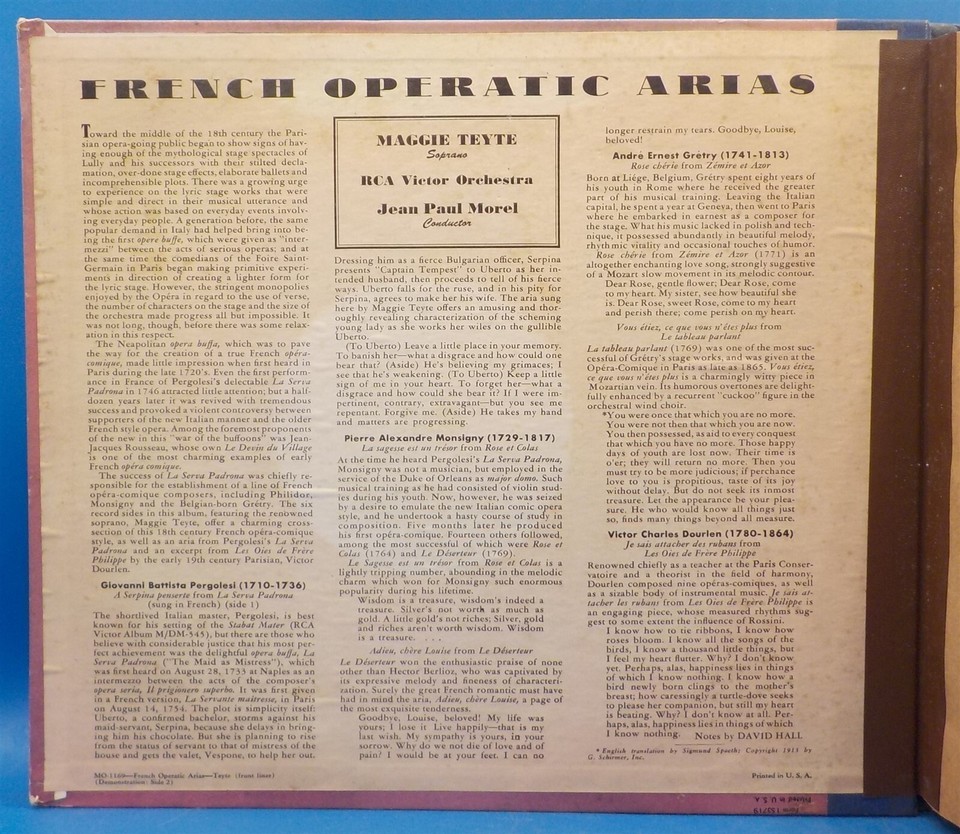 FRENCH OPERATIC ARIAS
Toward the middle of the 18th century the Pari-
sian opera-going public began to show signs of hav-
ing enough of the mythological stage spectacles of
Lully and his successors with their stilted decla-
mation, over-done stage effects, elaborate ballets and
incomprehensible plots. There was a growing urge
to experience on the lyric stage works that were
simple and direct in their musical utterance and
whose action was based on everyday events involv-
ing everyday people. A generation before, the same
popular demand in Italy had helped bring into be-
ing the first opere buffe, which were given as "inter-
mezzi" between the acts of serious operas; and at
the same time the comedians of the Foire Saint-
Germain in Paris began making primitive experi-
ments in direction of creating a lighter form for
the lyric stage. However, the stringent monopolies
enjoyed by the Opéra in regard to the use of verse,
the number of characters on the stage and the size of
the orchestra made progress all but impossible. It
was not long, though, before there was some relax-
ation in this respect.
The Neapolitan opera buffa, which was to pave
the way for the creation of a true French opéra-
comique, made little impression when first heard in
Paris during the late 1720's. Even the first perform-
ance in France of Pergolesi's delectable La Serva
Padrona in 1746 attracted little attention; but a half-
dozen years later it was revived with tremendous
success and provoked a violent controversy between
supporters of the new Italian manner and the older
French style opera. Among the foremost proponents
of the new in this "war of the buffoons" was Jean-
Jacques Rousseau, whose own Le Devin du Village
is one of the most charming examples of early
French opéra comique.
The success of La Serva Padrona was chiefly re-
sponsible for the establishment of a line of French
opéra-comique composers, including Philidor,
Monsigny and the Belgian-born Grétry. The six
record sides in this album, featuring the renowned
soprano, Maggie Teyte, offer a charming cross-
section of this 18th century French opéra-comique
style, as well as an aria from Pergolesi's La Serva
Padrona and an excerpt from Les Oies de Frère
Philippe by the early 19th century Parisian, Victor
Dourlen.
Giovanni Battista Pergolesi (1710-1736)
A Serpina penserte from La Serva Padrona
(sung in French) (side 1)
The shortlived Italian master, Pergolesi, is best
known for his setting of the Stabat Mater (RCA
Victor Album M/DM-545), but there are those who
believe with considerable justice that his most per-
fect achievement was the delightful opera buffa, La
Serva Padrona ("The Maid as Mistress"), which
was first heard on August 28, 1733 at Naples as an
intermezzo between the acts of the composer's
opera seria, Il prigionero superbo. It was first given
in a French version, La Servante maîtresse, in Paris
on August 14, 1754. The plot is simplicity itself:
Uberto, a confirmed bachelor, storms against his
maid-servant, Serpina, because she delays in bring-
ing him his chocolate. But she is planning to rise
from the status of servant to that of mistress of the
house and gets the valet, Vespone, to help her out.
MO-1169—French Operatic Arias—Teyte (front liner)
(Demonstration: Side 2)
MAGGIE TEYTE
Soprano
RCA Victor Orchestra
Jean Paul Morel
Conductor
Dressing him as a fierce Bulgarian officer, Serpina
presents "Captain Tempest" to Uberto as her in-
tended husband, then proceeds to tell of his fierce
ways. Uberto falls for the ruse, and in his pity for
Serpina, agrees to make her his wife. The aria sung
here by Maggie Teyte offers an amusing and thor-
oughly revealing characterization of the scheming
young lady as she works her wiles on the gullible
Uberto.
(To Uberto) Leave a little place in your memory.
To banish her—what a disgrace and how could one
bear that? (Aside) He's believing my grimaces; I
see that he's weakening. (To Uberto) Keep a little
sign of me in your heart. To forget her—what a
disgrace and how could she bear it? If I were im-
pertinent, contrary, extravagant—but you see me
repentant. Forgive me. (Aside) He takes my hand
and matters are progressing.
Pierre Alexandre Monsigny (1729-1817)
La sagesse est un trésor from Rose et Colas
At the time he heard Pergolesi's La Serva Padrona,
Monsigny was not a musician, but employed in the
service of the Duke of Orleans as major domo. Such
musical training as he had consisted of violin stud-
ies during his youth. Now, however, he was seized
by a desire to emulate the new Italian comic opera
style, and he undertook a hasty course of study in
composition. Five months later he produced
his first opéra-comique. Fourteen others followed,
among the most successful of which were Rose et
Colas (1764) and Le Déserteur (1769).
Le Sagesse est un trésor from Rose et Colas is a
lightly tripping number, abounding in the melodic
charm which won for Monsigny such enormous
popularity during his lifetime.
Wisdom is a treasure, wisdom's indeed a
treasure. Silver's not worth as much as
gold. A little gold's not riches; Silver, gold
and riches aren't worth wisdom. Wisdom
is a treasure. . . .
Adieu, chère Louise from Le Déserteur
Le Déserteur won the enthusiastic praise of none
other than Hector Berlioz, who was captivated by
its expressive melody and fineness of characteri-
zation. Surely the great French romantic must have
had in mind the aria, Adieu, chère Louise, a page of
the most exquisite tenderness.
Goodbye, Louise, beloved! My life was
yours; I lose it Live happily—that is my
last wish. My sympathy is yours, in your
sorrow. Why do we not die of love and of
pain? I would be at your feet. I can no
longer restrain my tears. Goodbye, Louise,
beloved!
André Ernest Grétry (1741-1813)
Rose chérie from Zémire et Azor
Born at Liége, Belgium, Grétry spent eight years of
his youth in Rome where he received the greater
part of his musical training. Leaving the Italian
capital, he spent a year at Geneva, then went to Paris
where he embarked in earnest as a composer for
the stage. What his music lacked in polish and tech-
nique, it possessed abundantly in beautiful melody,
rhythmic vitality and occasional touches of humor.
Rose chérie from Zémire et Azor (1771) is an
altogether enchanting love song, strongly suggestive
of a Mozart slow movement in its melodic contour.
Dear Rose, gentle flower; Dear Rose, come
to my heart. My sister, see how beautiful she
is. Dear Rose, sweet Rose, come to my heart
and perish there; come perish on my heart.
Vous étiez, ce que vous n'êtes plus from
Le tableau parlant
La tableau parlant (1769) was one of the most suc-
cessful of Grétry's stage works, and was given at the
Opéra-Comique in Paris as late as 1865. Vous étiez,
ce que vous n'êtes plus is a charmingly witty piece in
Mozartian vein. Its humorous overtones are delight-
fully enhanced by a recurrent "cuckoo" figure in the
orchestral wind choir.
*You were once that which you are no more.
You were not then that which you are now.
You then possessed, as aid to every conquest
that which you have no more. Those happy
days of youth are lost now. Their time is
o'er; they will return no more. Then you
must try to be more judicious; if perchance
love to you is propitious, taste of its joy
without delay. But do not seek its inmost
treasure. Let the appearance be your plea-
sure. He who would know all things just
so, finds many things beyond all measure.
Victor Charles Dourlen (1780-1864)
Je sais attacher des rubans from
Les Oies de Frère Philippe
Renowned chiefly as a teacher at the Paris Conser-
vatoire and a theorist in the field of harmony,
Dourlen composed nine opéras-comiques, as well
as a sizable body of instrumental music. Je sais at-
tacher les rubans from Les Oies de Frère Philippe is
an engaging piece, whose measured rhythms sug-
gest to some extent the influence of Rossini.
I know how to tie ribbons, I know how
roses bloom. I know all the songs of the
birds, I know a thousand little things, but
I feel my heart flutter. Why? I don't know
yet. Perhaps, alas, happiness lies in things
of which I know nothing. I know how a
bird newly born clings to the mother's
breast; how caressingly a turtle-dove seeks
to please her companion, but still my heart
is beating. Why? I don't know at all. Per-
haps, alas, happiness lies in things of which
I know nothing. Notes by DAVID HALL
* English translation by Sigmund Spaeth; Copyright 1913 by
G. Schirmer, Inc.
Printed in U. S. A.
Printed in U.S.A.